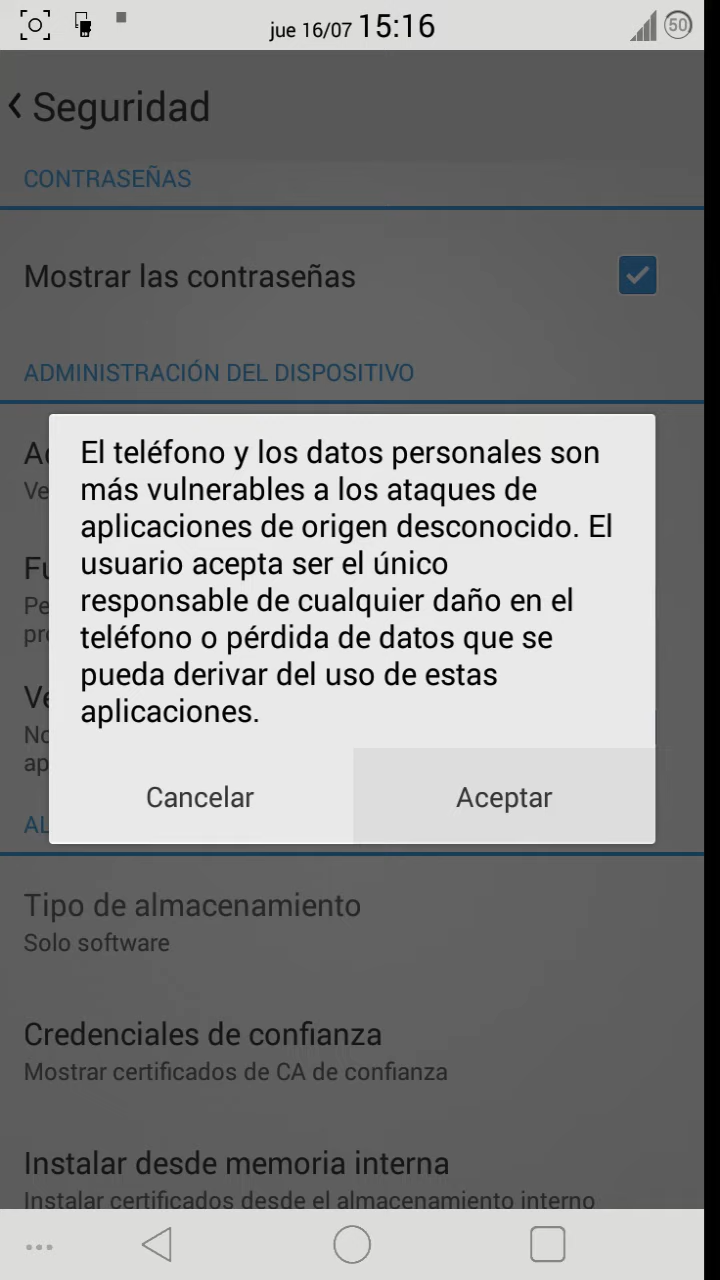 jue 16/07 15:16
50
Seguridad
CONTRASEÑAS
Mostrar las contraseñas
ADMINISTRACIÓN DEL DISPOSITIVO
El teléfono y los datos personales son
más vulnerables a los ataques de
aplicaciones de origen desconocido. El
usuario acepta ser el único
responsable de cualquier daño en el
teléfono o pérdida de datos que se
pueda derivar del uso de estas
aplicaciones.
Cancelar
Aceptar
Tipo de almacenamiento
Solo software
Credenciales de confianza
Mostrar certificados de CA de confianza
Instalar desde memoria interna
Instalar certificados desde el almacenamiento interno